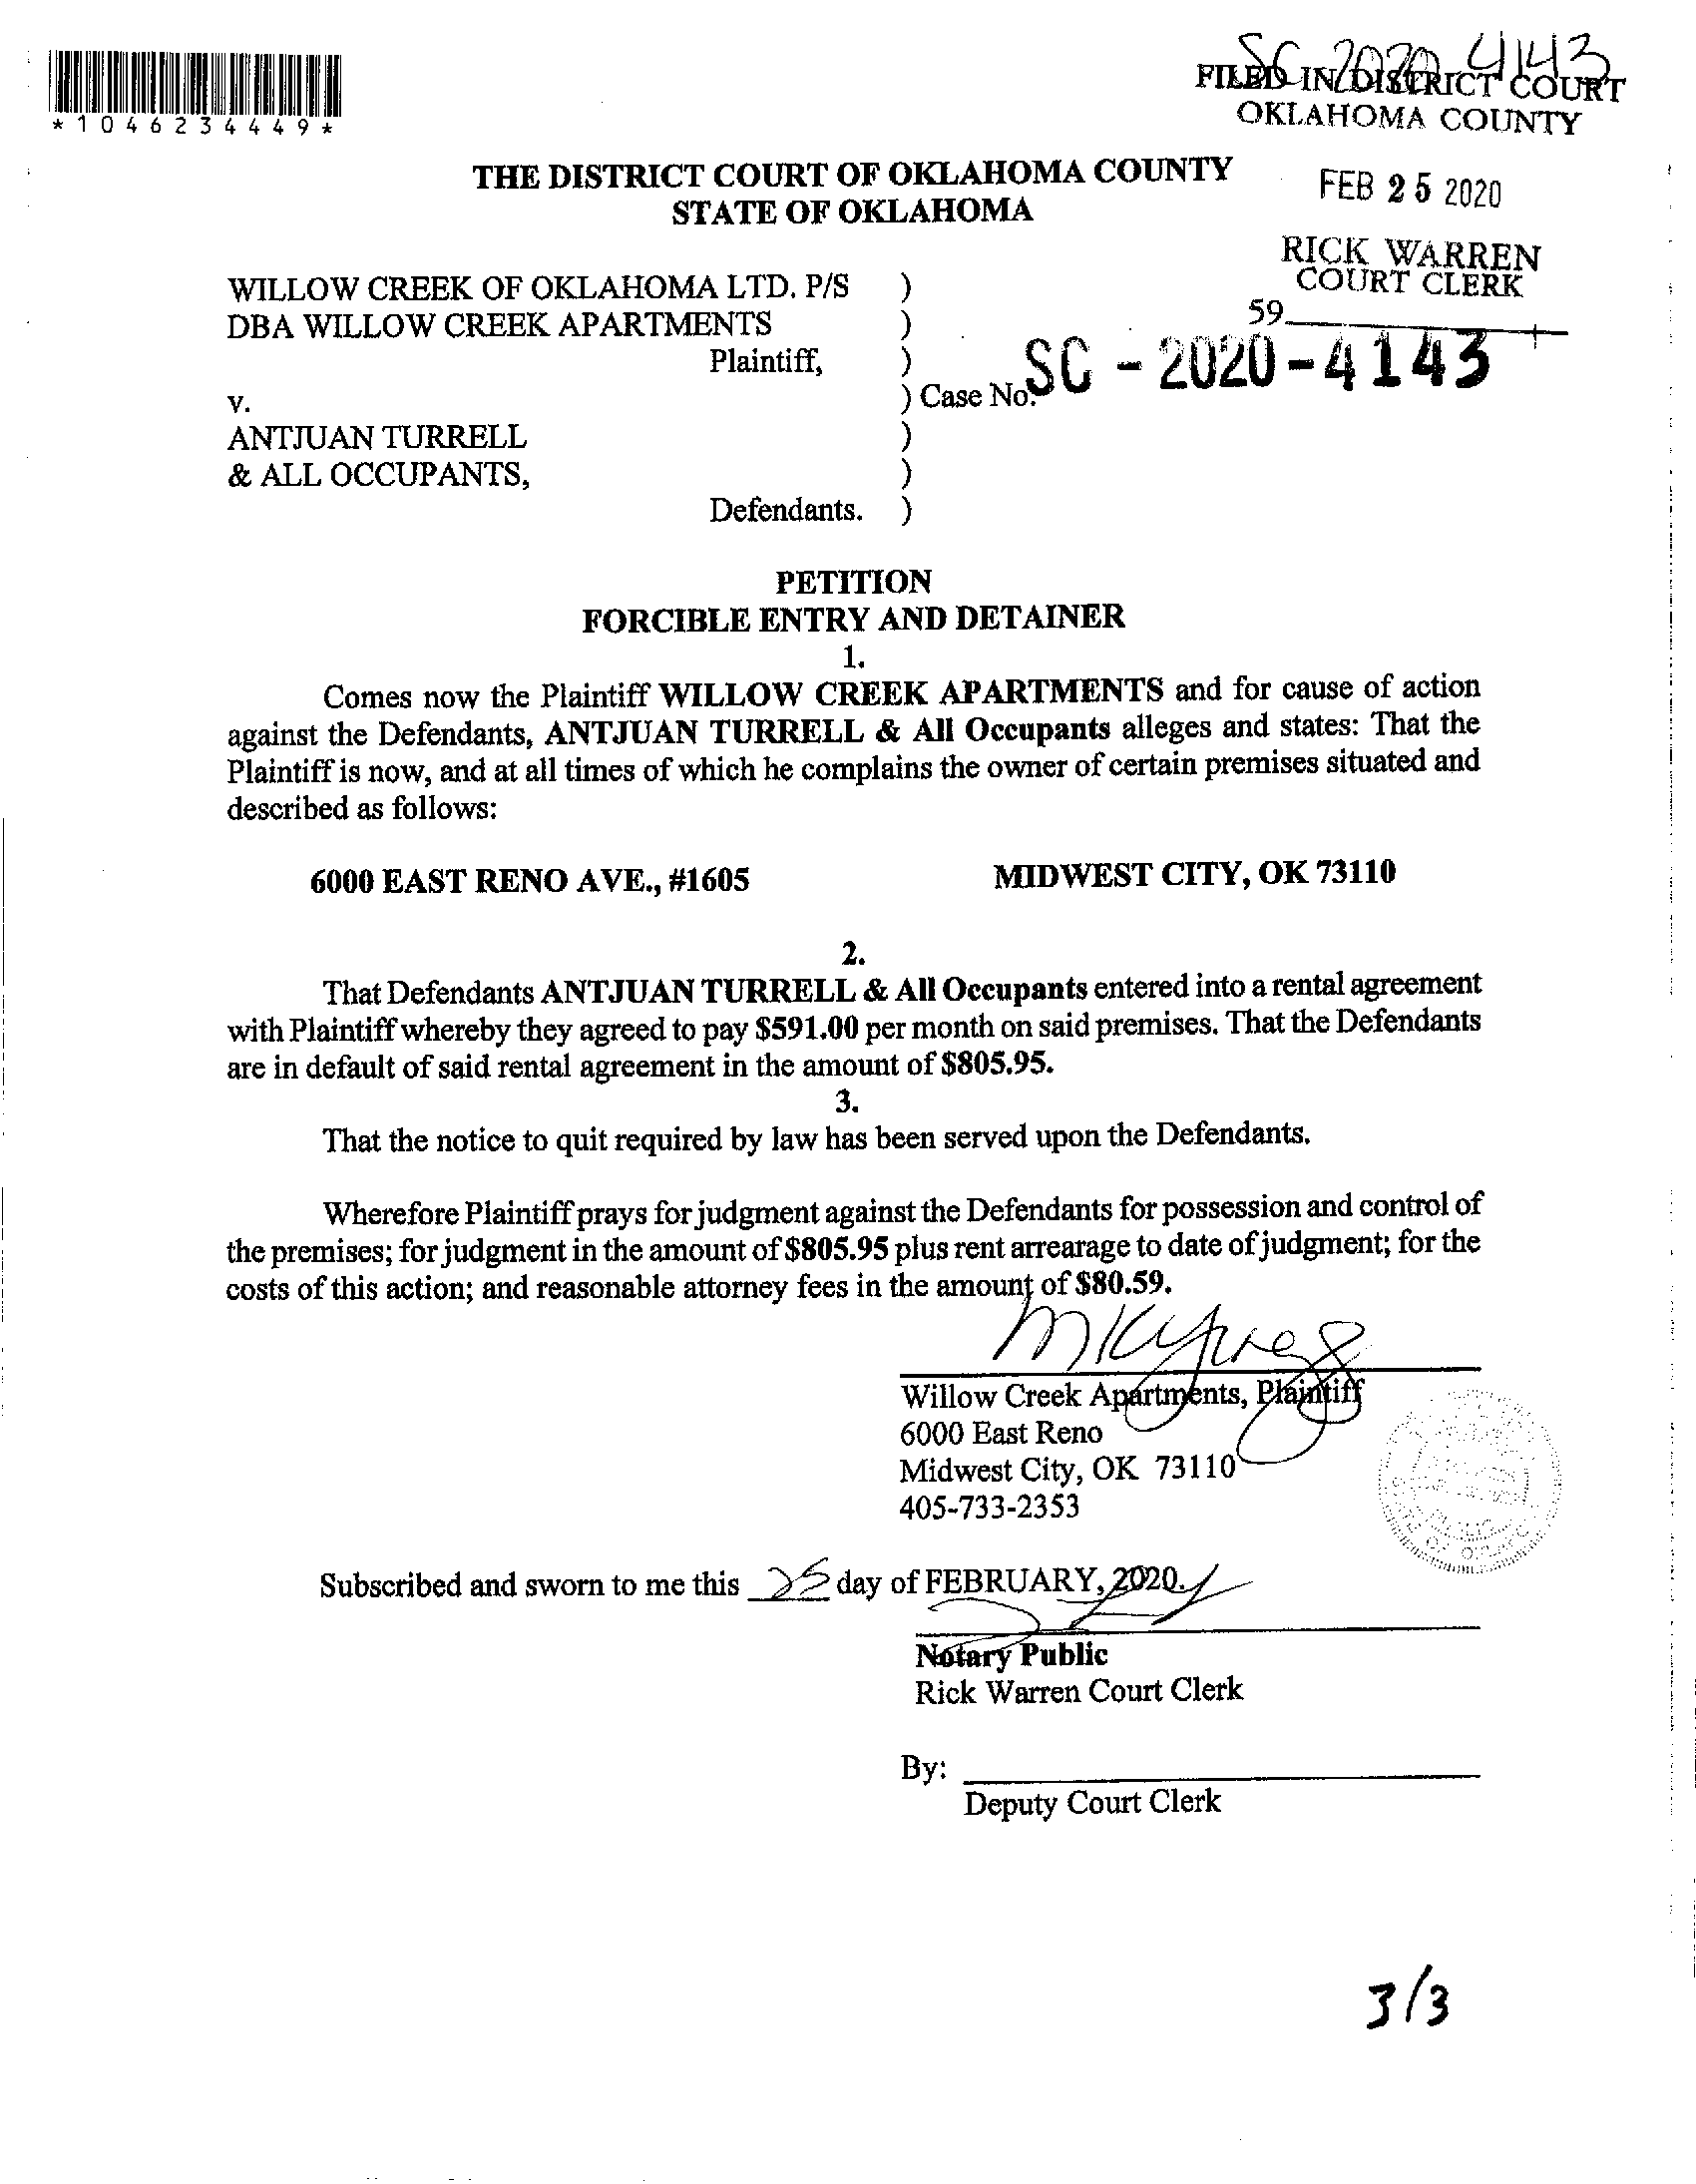 SC 2020 4143
FILED IN DISTRICT COURT
OKLAHOMA COUNTY
*1046234449*
THE DISTRICT COURT OF OKLAHOMA COUNTY
STATE OF OKLAHOMA
FEB 25 2020
RICK WARREN
COURT CLERK
59
WILLOW CREEK OF OKLAHOMA LTD. P/S )
DBA WILLOW CREEK APARTMENTS )
Plaintiff, )
) Case No. SC - 2020 - 4143
v.
ANTJUAN TURRELL )
& ALL OCCUPANTS, )
Defendants. )
PETITION
FORCIBLE ENTRY AND DETAINER
1.
Comes now the Plaintiff WILLOW CREEK APARTMENTS and for cause of action
against the Defendants, ANTJUAN TURRELL & All Occupants alleges and states: That the
Plaintiff is now, and at all times of which he complains the owner of certain premises situated and
described as follows:
6000 EAST RENO AVE., #1605 MIDWEST CITY, OK 73110
2.
That Defendants ANTJUAN TURRELL & All Occupants entered into a rental agreement
with Plaintiff whereby they agreed to pay $591.00 per month on said premises. That the Defendants
are in default of said rental agreement in the amount of $805.95.
3.
That the notice to quit required by law has been served upon the Defendants.
Wherefore Plaintiff prays for judgment against the Defendants for possession and control of
the premises; for judgment in the amount of $805.95 plus rent arrearage to date of judgment; for the
costs of this action; and reasonable attorney fees in the amount of $80.59.
Willow Creek Apartments, Plaintiff
6000 East Reno
Midwest City, OK 73110
405-733-2353
Subscribed and sworn to me this 25 day of FEBRUARY, 2020.
Notary Public
Rick Warren Court Clerk
By:
Deputy Court Clerk
3/3